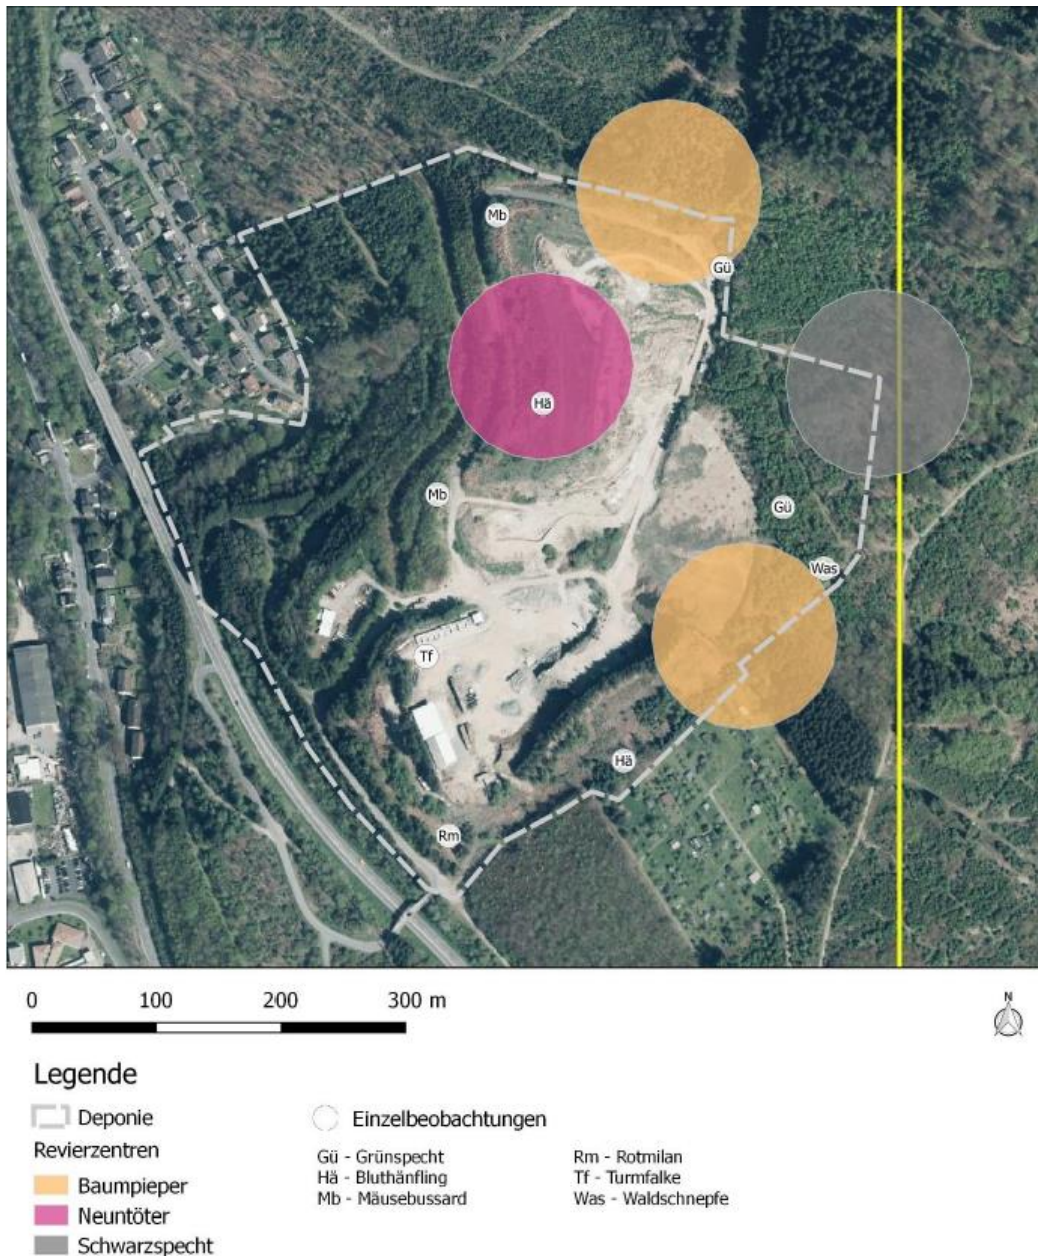 Mb
Gü
Hä
Mb
Gü
Was
Tf
Hä
Rm
0 100 200 300 m
N
Legende
Deponie
Revierzentren
Baumpieper
Neuntöter
Schwarzspecht
Einzelbeobachtungen
Gü - Grünspecht
Hä - Bluthänfling
Mb - Mäusebussard
Rm - Rotmilan
Tf - Turmfalke
Was - Waldschnepfe